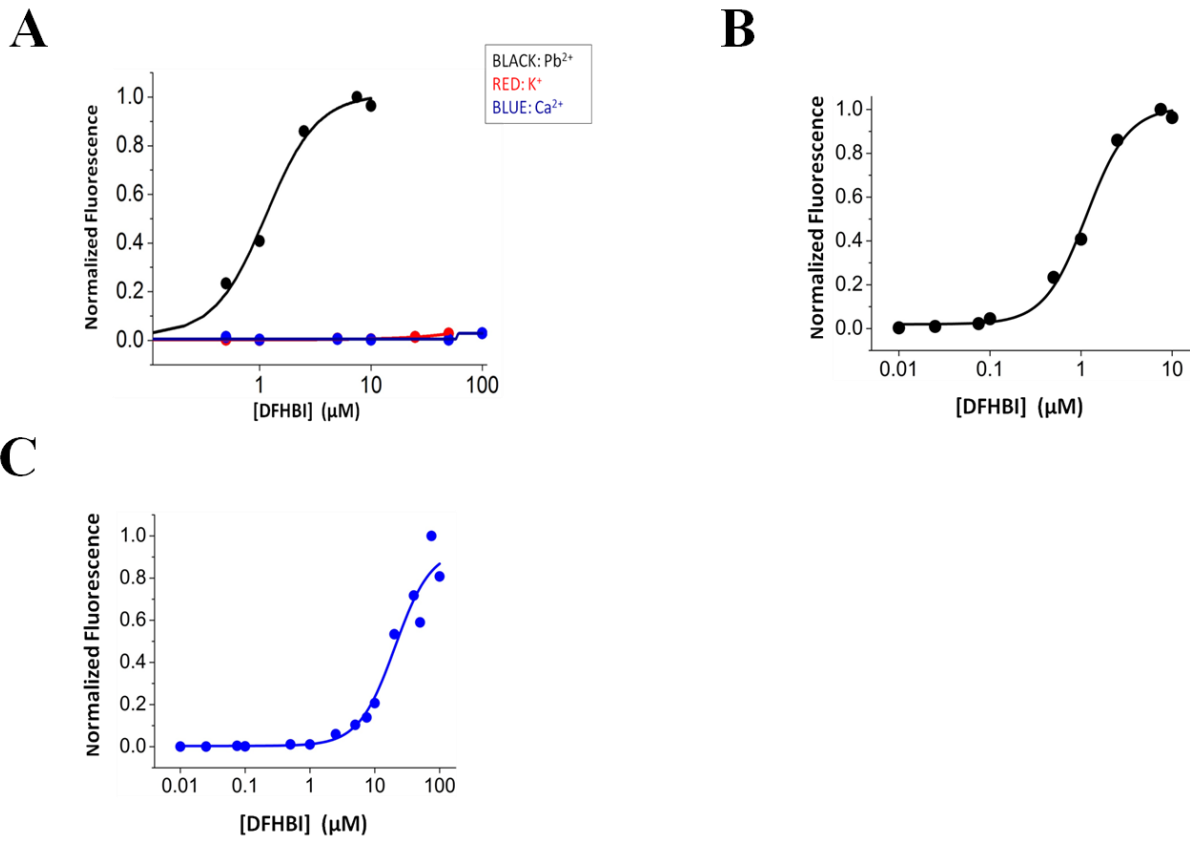 A
BLACK: Pb²⁺
RED: K⁺
BLUE: Ca²⁺
Normalized Fluorescence
1.0
0.8
0.6
0.4
0.2
0.0
1 10 100
[DFHBI] (µM)
B
Normalized Fluorescence
1.0
0.8
0.6
0.4
0.2
0.0
0.01 0.1 1 10
[DFHBI] (µM)
C
Normalized Fluorescence
1.0
0.8
0.6
0.4
0.2
0.0
0.01 0.1 1 10 100
[DFHBI] (µM)